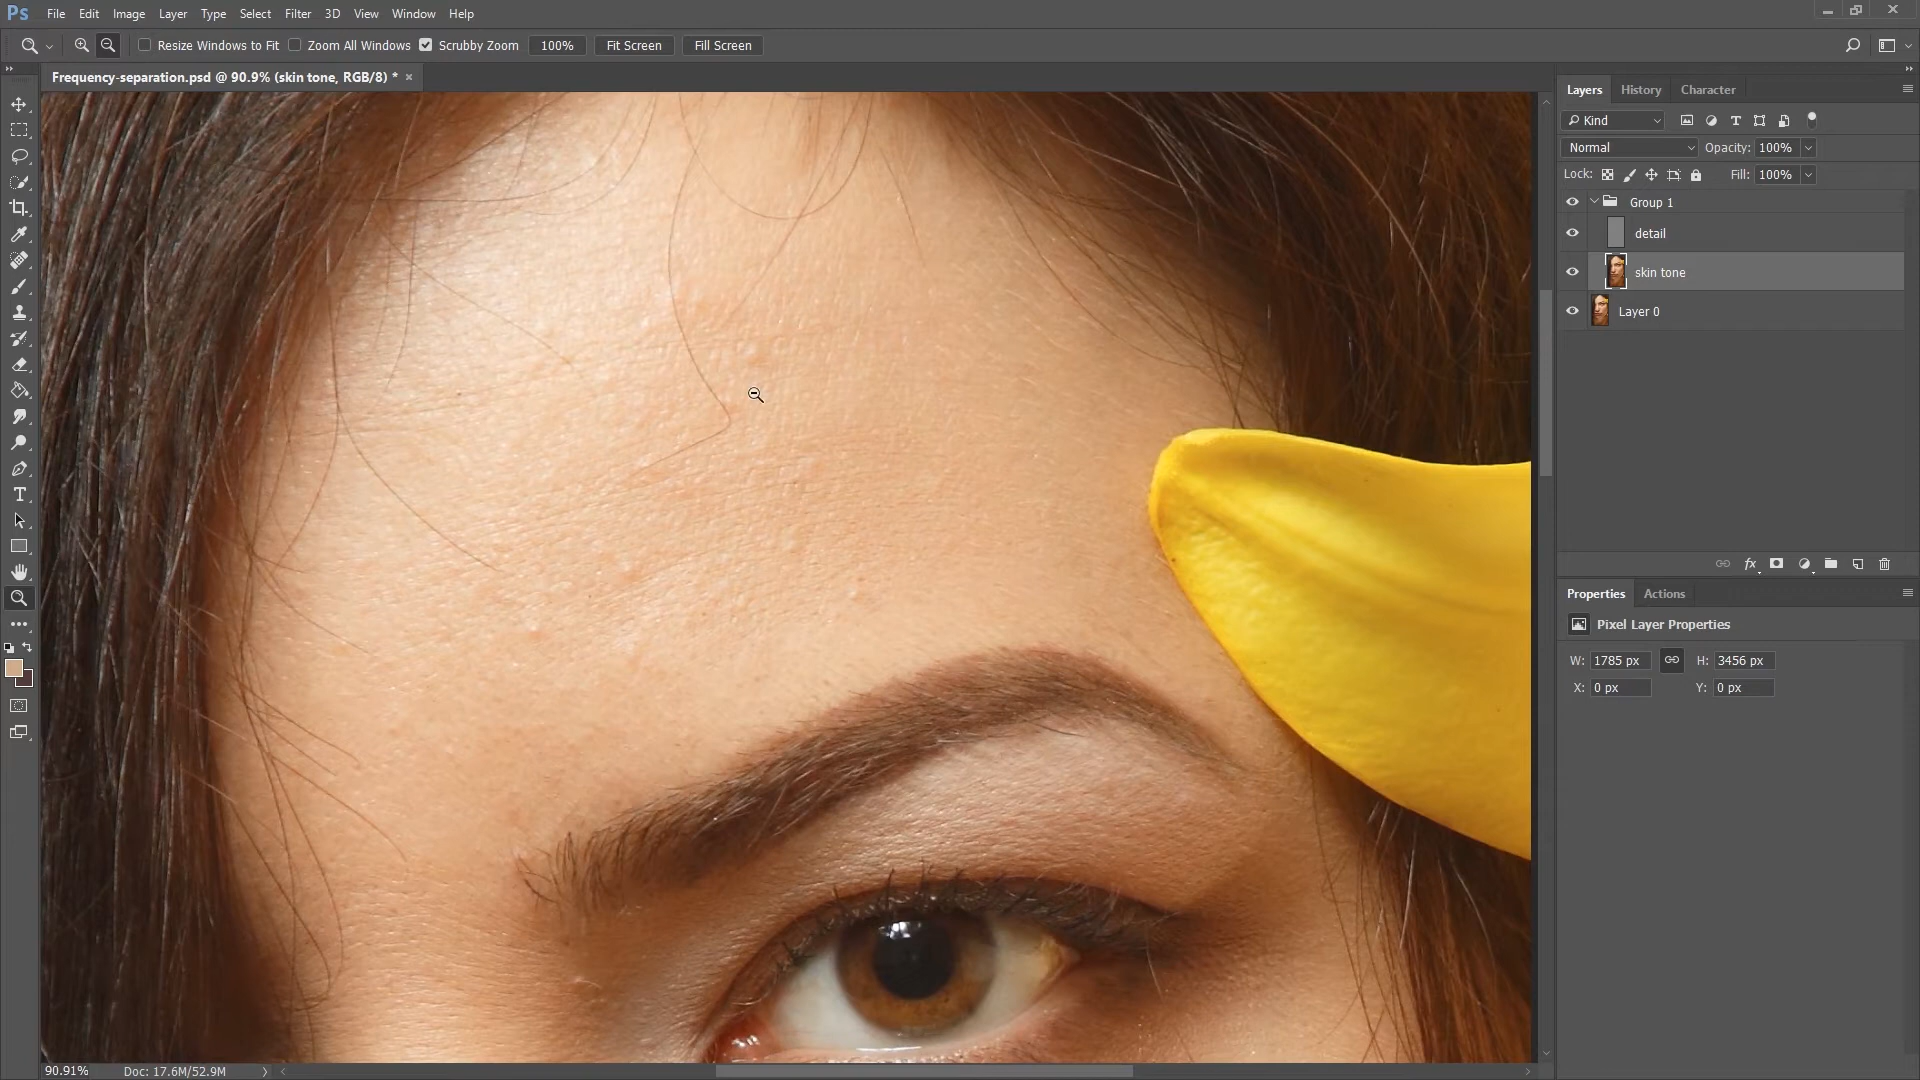 Ps File Edit Image Layer Type Select Filter 3D View Window Help
Resize Windows to Fit Zoom All Windows Scrubby Zoom 100% Fit Screen Fill Screen
Frequency-separation.psd @ 90.9% (skin tone, RGB/8) * ×
Layers History Character
Kind
Normal Opacity: 100%
Lock: Fill: 100%
Group 1
detail
skin tone
Layer 0
fx
Properties Actions
Pixel Layer Properties
W: 1785 px H: 3456 px
X: 0 px Y: 0 px
90.91% Doc: 17.6M/52.9M